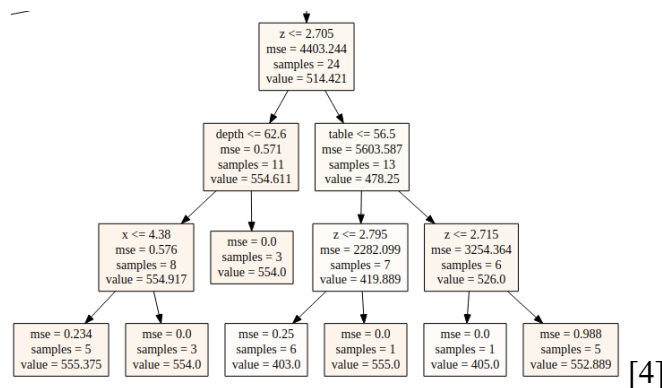 z <= 2.705
mse = 4403.244
samples = 24
value = 514.421
depth <= 62.6
mse = 0.571
samples = 11
value = 554.611
table <= 56.5
mse = 5603.587
samples = 13
value = 478.25
x <= 4.38
mse = 0.576
samples = 8
value = 554.917
mse = 0.0
samples = 3
value = 554.0
z <= 2.795
mse = 2282.099
samples = 7
value = 419.889
z <= 2.715
mse = 3254.364
samples = 6
value = 526.0
mse = 0.234
samples = 5
value = 555.375
mse = 0.0
samples = 3
value = 554.0
mse = 0.25
samples = 6
value = 403.0
mse = 0.0
samples = 1
value = 555.0
mse = 0.0
samples = 1
value = 405.0
mse = 0.988
samples = 5
value = 552.889
[4]